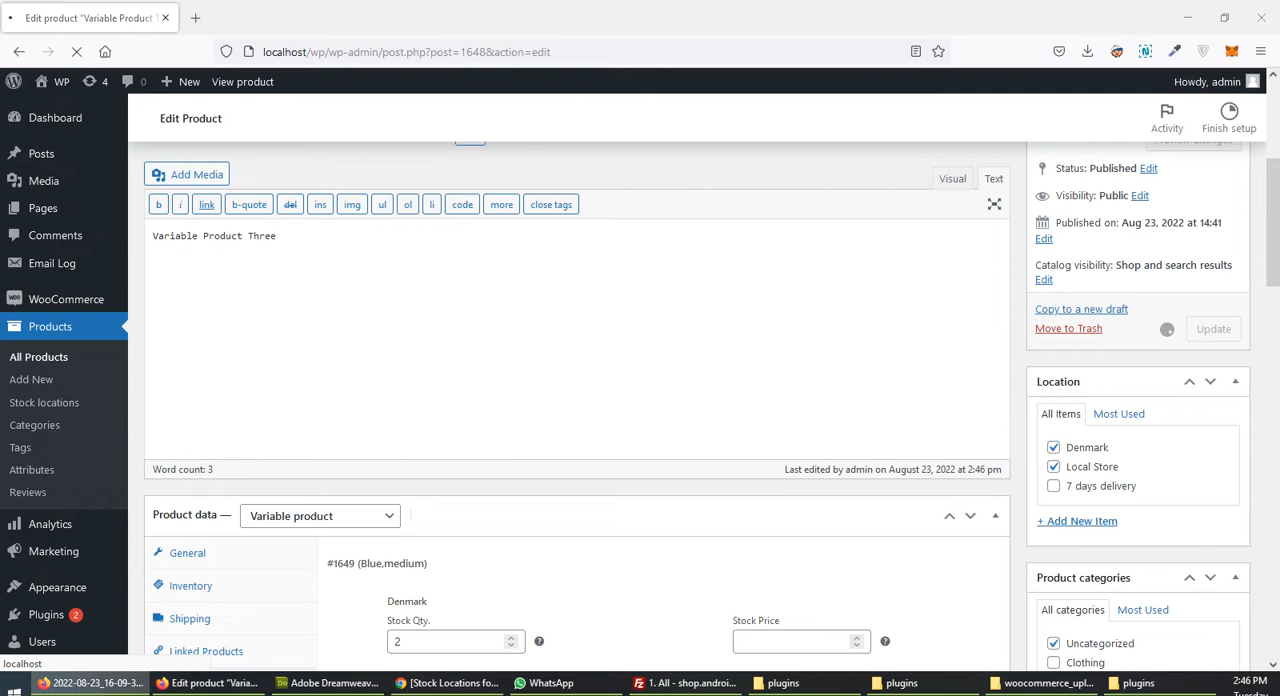 Edit product "Variable Product T
localhost/wp/wp-admin/post.php?post=1648&action=edit
WP
4
0
New
View product
Howdy, admin
Dashboard
Posts
Media
Pages
Comments
Email Log
WooCommerce
Products
All Products
Add New
Stock locations
Categories
Tags
Attributes
Reviews
Analytics
Marketing
Appearance
Plugins 2
Users
localhost
Edit Product
Activity
Finish setup
Add Media
Visual
Text
b
i
link
b-quote
del
ins
img
ul
ol
li
code
more
close tags
Variable Product Three
Word count: 3
Last edited by admin on August 23, 2022 at 2:46 pm
Product data —
Variable product
General
Inventory
Shipping
Linked Products
#1649 (Blue,medium)
Denmark
Stock Qty.
Stock Price
2
Preview Changes
Status: Published Edit
Visibility: Public Edit
Published on: Aug 23, 2022 at 14:41
Edit
Catalog visibility: Shop and search results
Edit
Copy to a new draft
Move to Trash
Update
Location
All Items
Most Used
Denmark
Local Store
7 days delivery
+ Add New Item
Product categories
All categories
Most Used
Uncategorized
Clothing
2022-08-23_16-09-3...
Edit product "Varia...
Adobe Dreamweav...
[Stock Locations fo...
WhatsApp
1. All - shop.androi...
plugins
plugins
woocommerce_upl...
plugins
2:46 PM
Tuesday